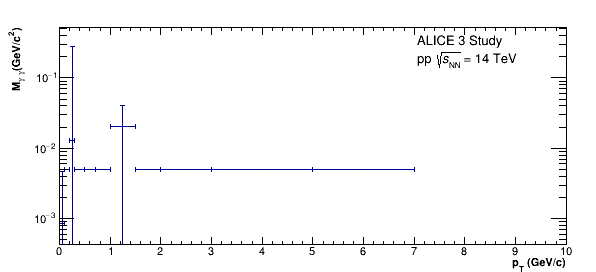 ALICE 3 Study
pp √s_NN = 14 TeV
M_γγ (GeV/c²)
10⁻¹
10⁻²
10⁻³
0 1 2 3 4 5 6 7 8 9 10
p_T (GeV/c)